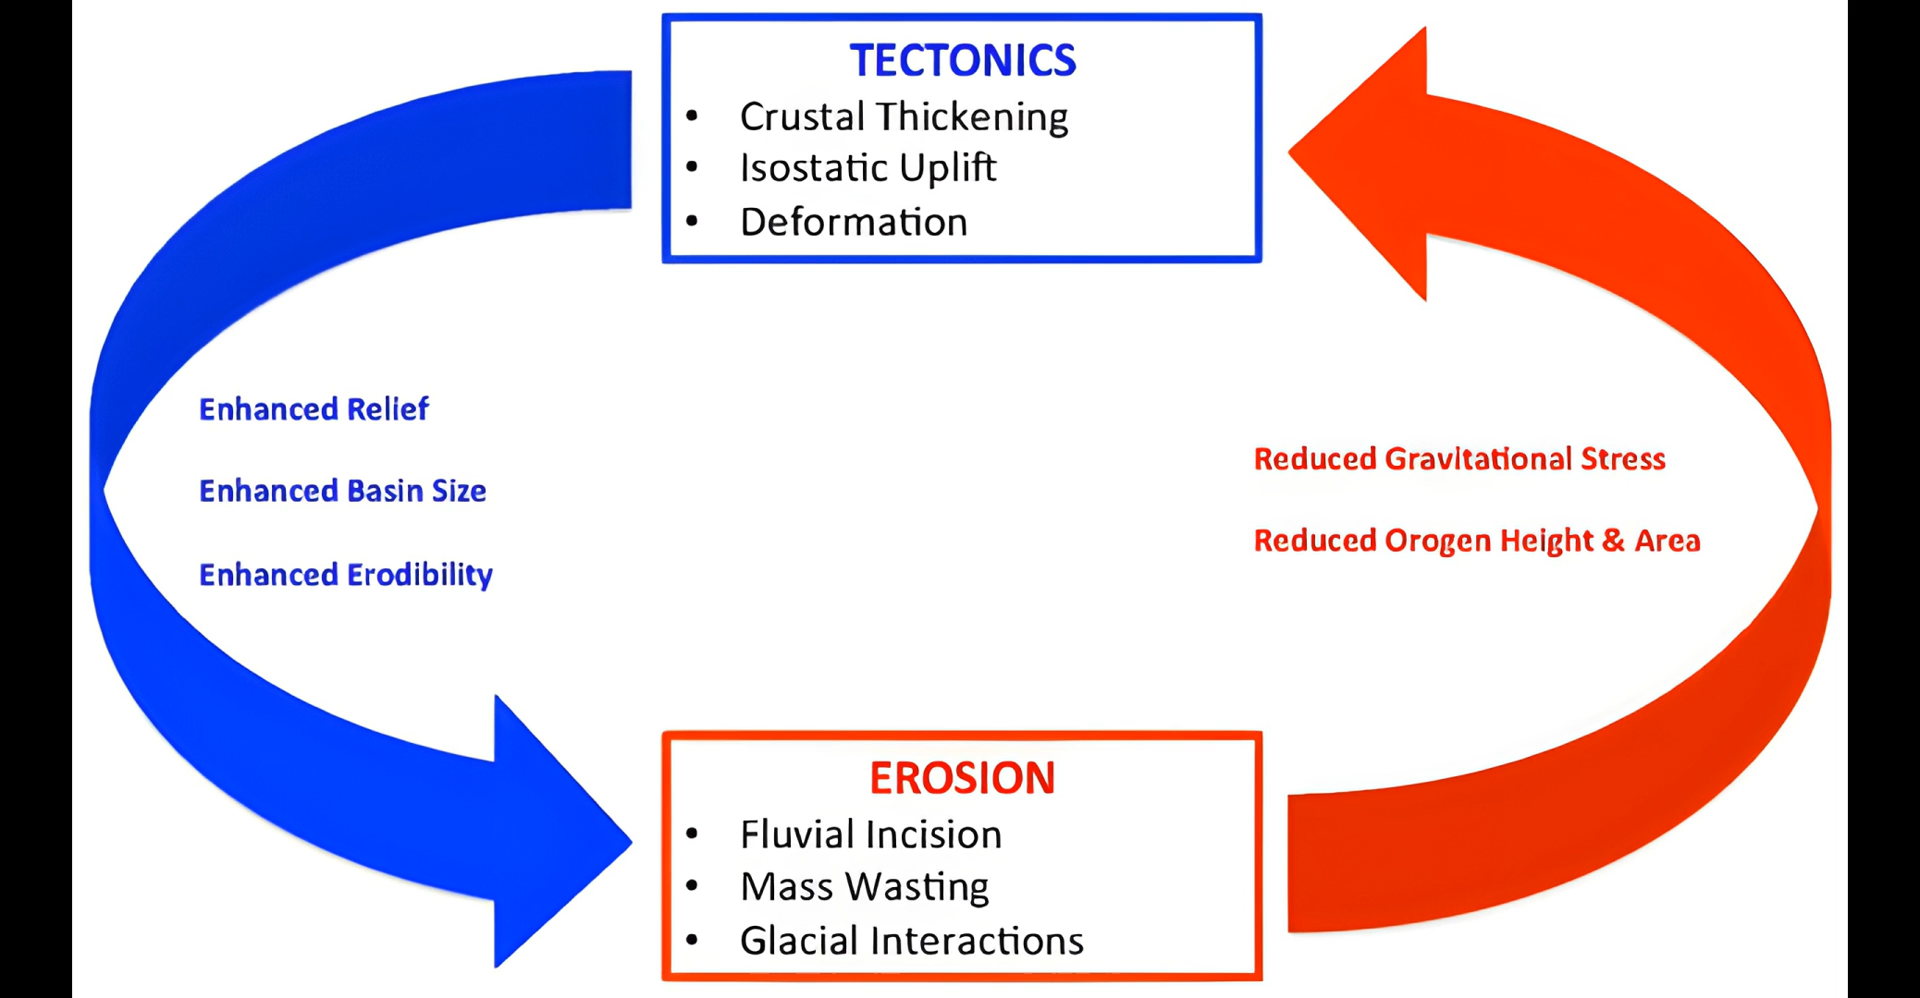 TECTONICS
• Crustal Thickening
• Isostatic Uplift
• Deformation
Enhanced Relief
Enhanced Basin Size
Enhanced Erodibility
Reduced Gravitational Stress
Reduced Orogen Height & Area
EROSION
• Fluvial Incision
• Mass Wasting
• Glacial Interactions